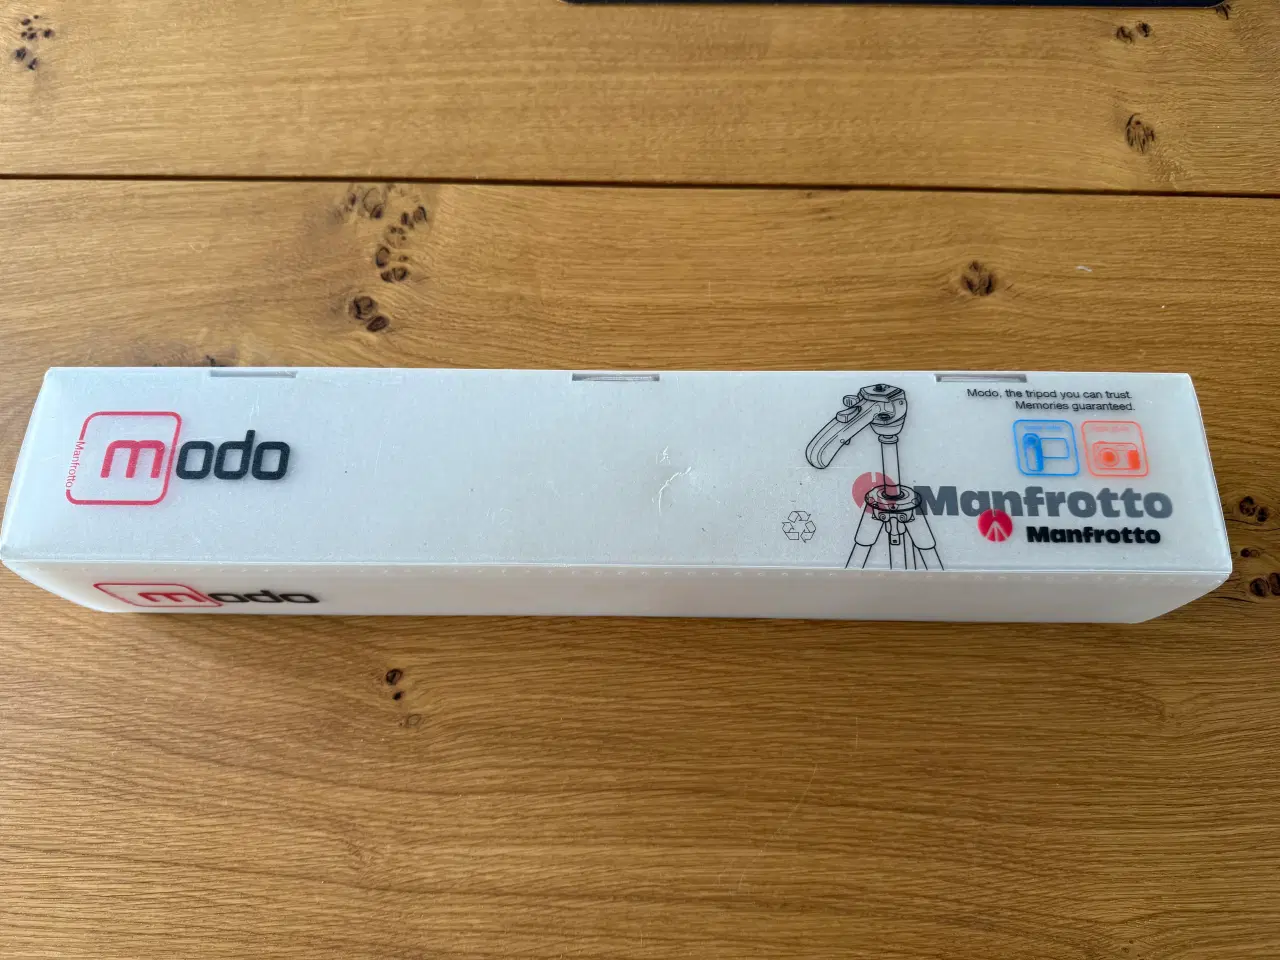 Manfrotto
modo
Modo, the tripod you can trust.
Memories guaranteed.
Manfrotto
Manfrotto
modo